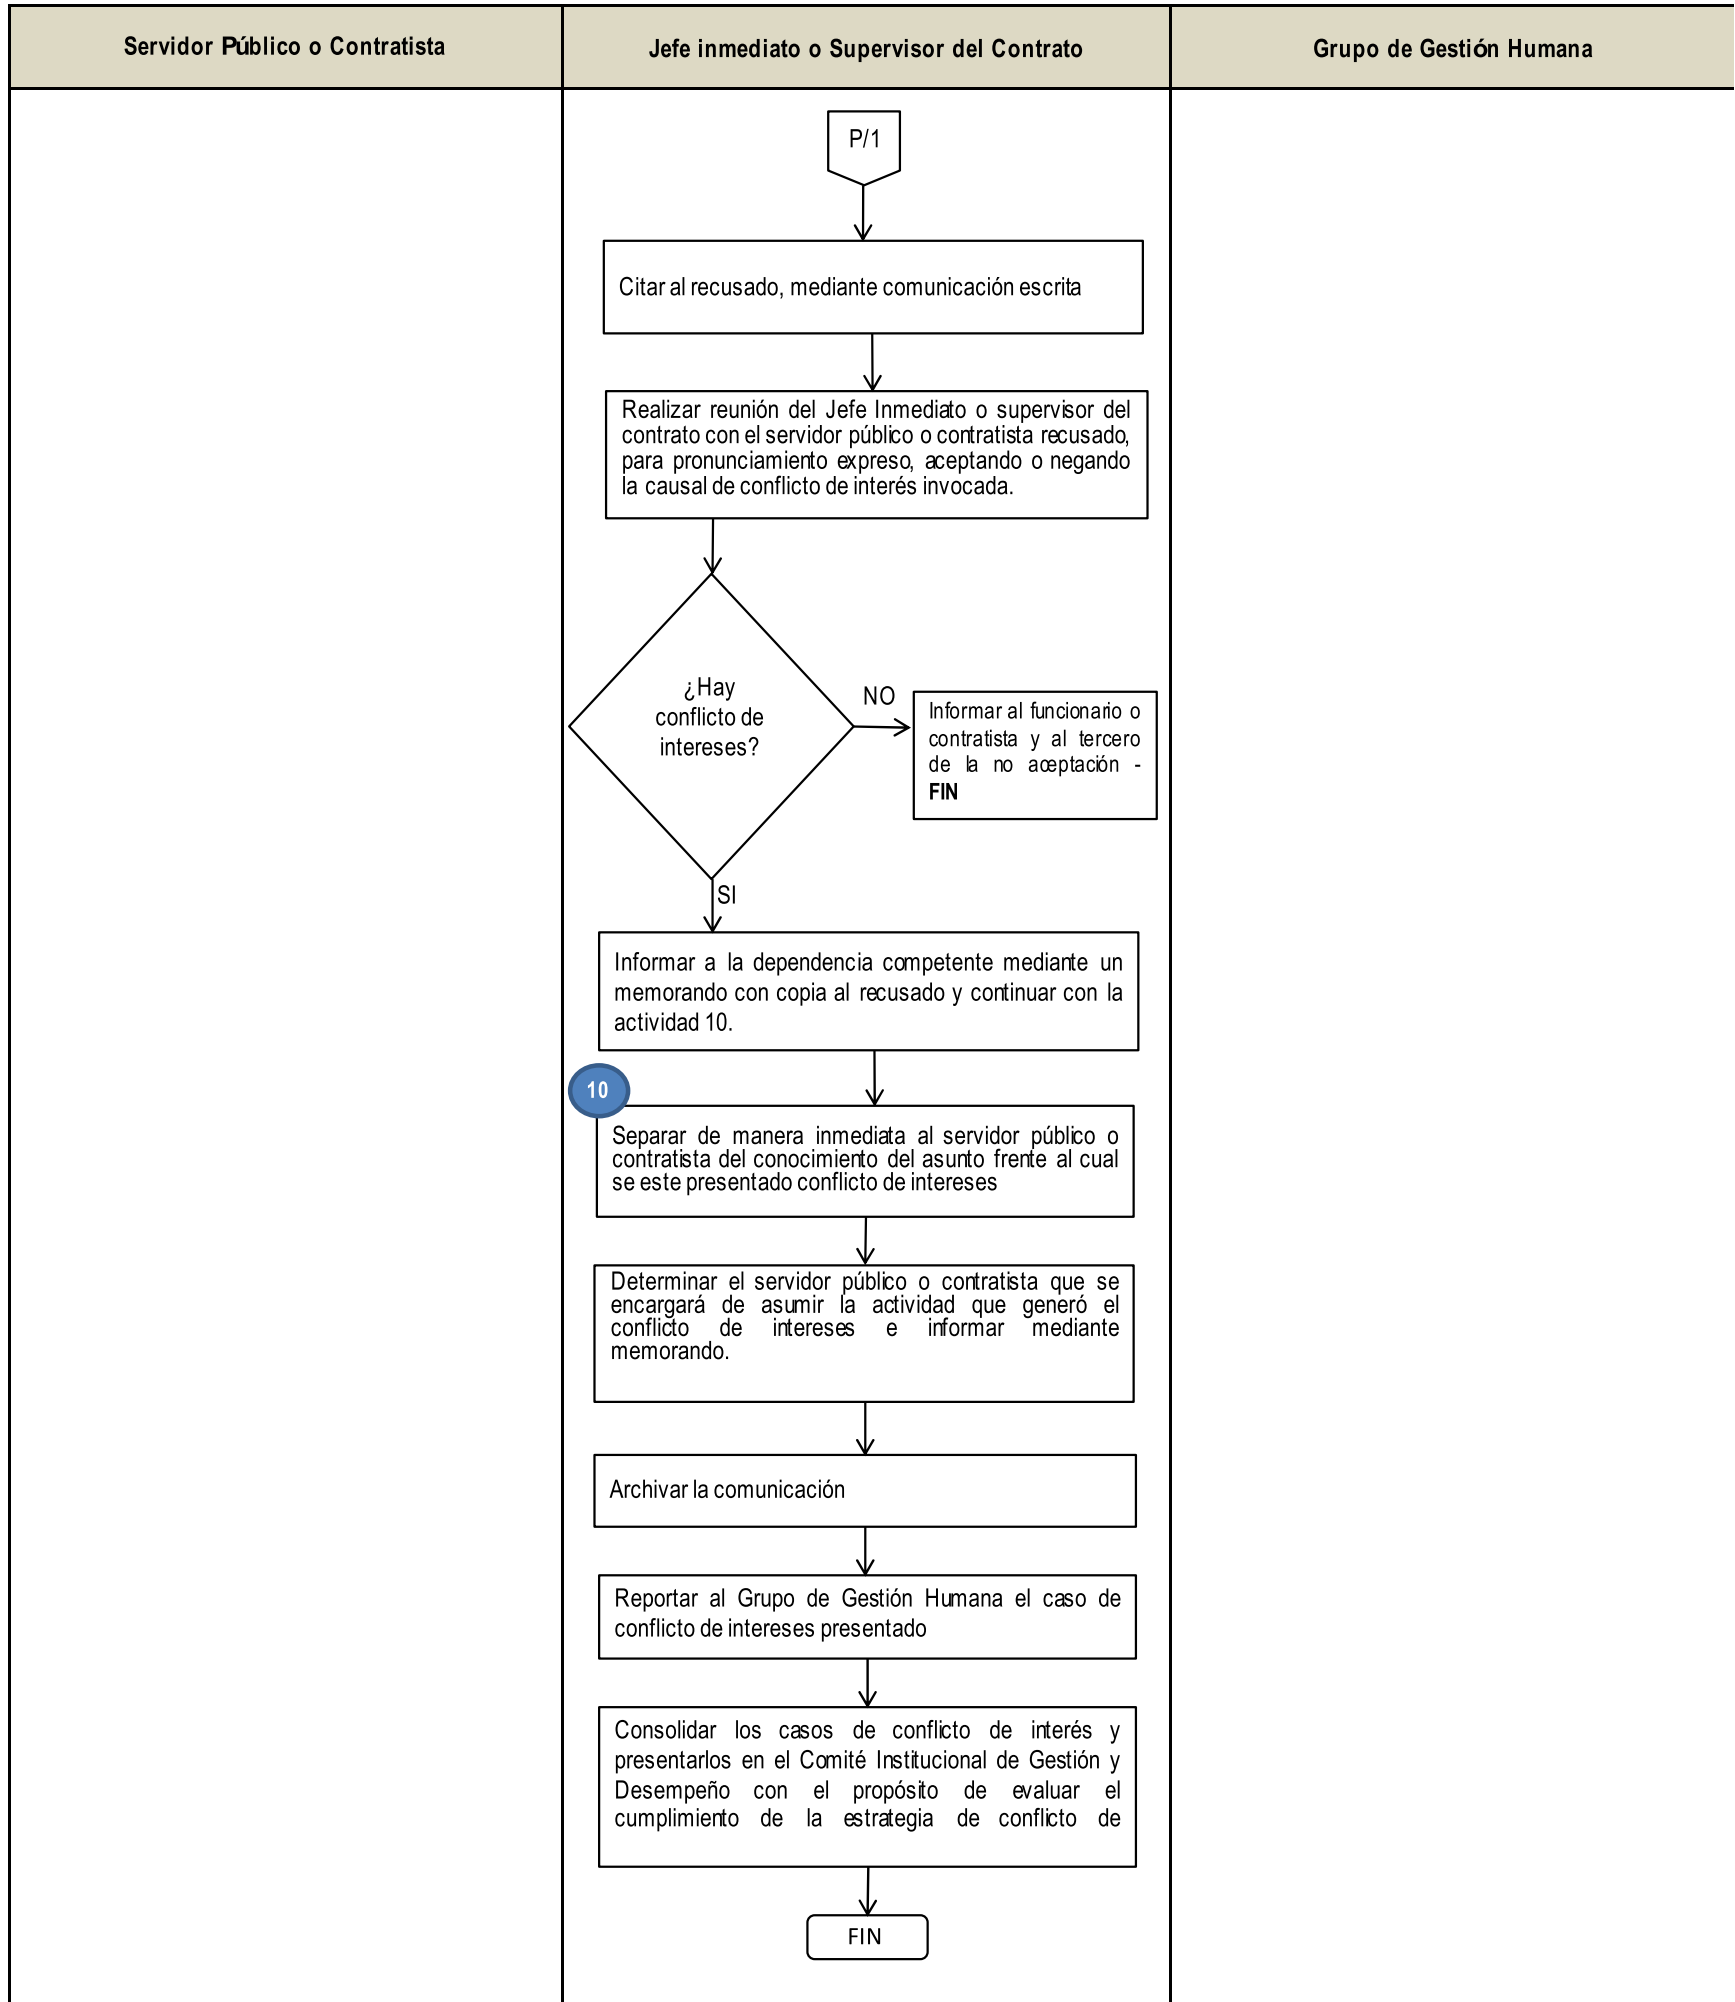 Servidor Público o Contratista
Jefe inmediato o Supervisor del Contrato
Grupo de Gestión Humana
P/1
Citar al recusado, mediante comunicación escrita
Realizar reunión del Jefe Inmediato o supervisor del
contrato con el servidor público o contratista recusado,
para pronunciamiento expreso, aceptando o negando
la causal de conflicto de interés invocada.
¿Hay
conflicto de
intereses?
NO
Informar al funcionario o
contratista y al tercero
de la no aceptación -
FIN
SI
Informar a la dependencia competente mediante un
memorando con copia al recusado y continuar con la
actividad 10.
10
Separar de manera inmediata al servidor público o
contratista del conocimiento del asunto frente al cual
se este presentado conflicto de intereses
Determinar el servidor público o contratista que se
encargará de asumir la actividad que generó el
conflicto de intereses e informar mediante
memorando.
Archivar la comunicación
Reportar al Grupo de Gestión Humana el caso de
conflicto de intereses presentado
Consolidar los casos de conflicto de interés y
presentarlos en el Comité Institucional de Gestión y
Desempeño con el propósito de evaluar el
cumplimiento de la estrategia de conflicto de
FIN